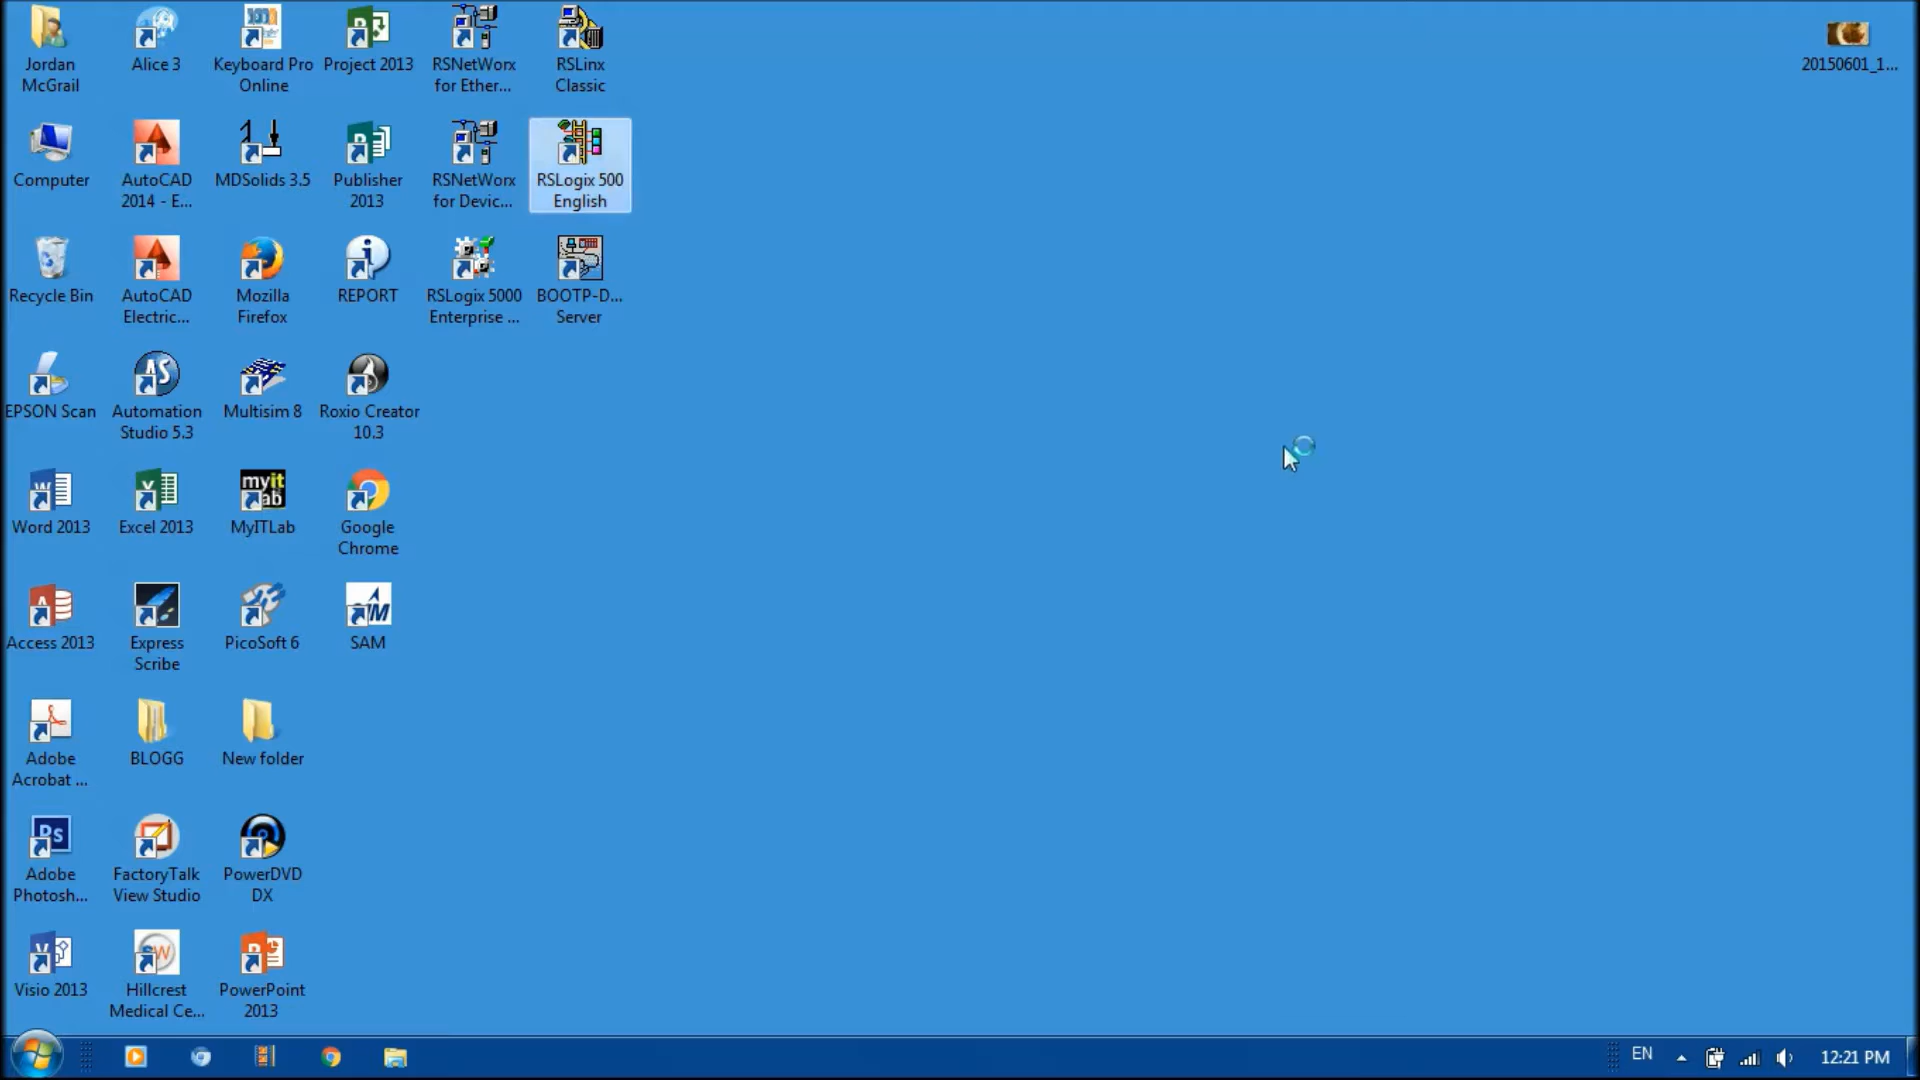 Jordan
McGrail
Alice 3
Keyboard Pro
Online
Project 2013
RSNetWorx
for Ether...
RSLinx
Classic
20150601_1...
Computer
AutoCAD
2014 - E...
MDSolids 3.5
Publisher
2013
RSNetWorx
for Devic...
RSLogix 500
English
Recycle Bin
AutoCAD
Electric...
Mozilla
Firefox
REPORT
RSLogix 5000
Enterprise ...
BOOTP-D...
Server
EPSON Scan
Automation
Studio 5.3
Multisim 8
Roxio Creator
10.3
Word 2013
Excel 2013
myit
lab
MyITLab
Google
Chrome
Access 2013
Express
Scribe
PicoSoft 6
SAM
Adobe
Acrobat ...
BLOGG
New folder
Ps
Adobe
Photosh...
FactoryTalk
View Studio
PowerDVD
DX
Visio 2013
Hillcrest
Medical Ce...
PowerPoint
2013
EN
12:21 PM